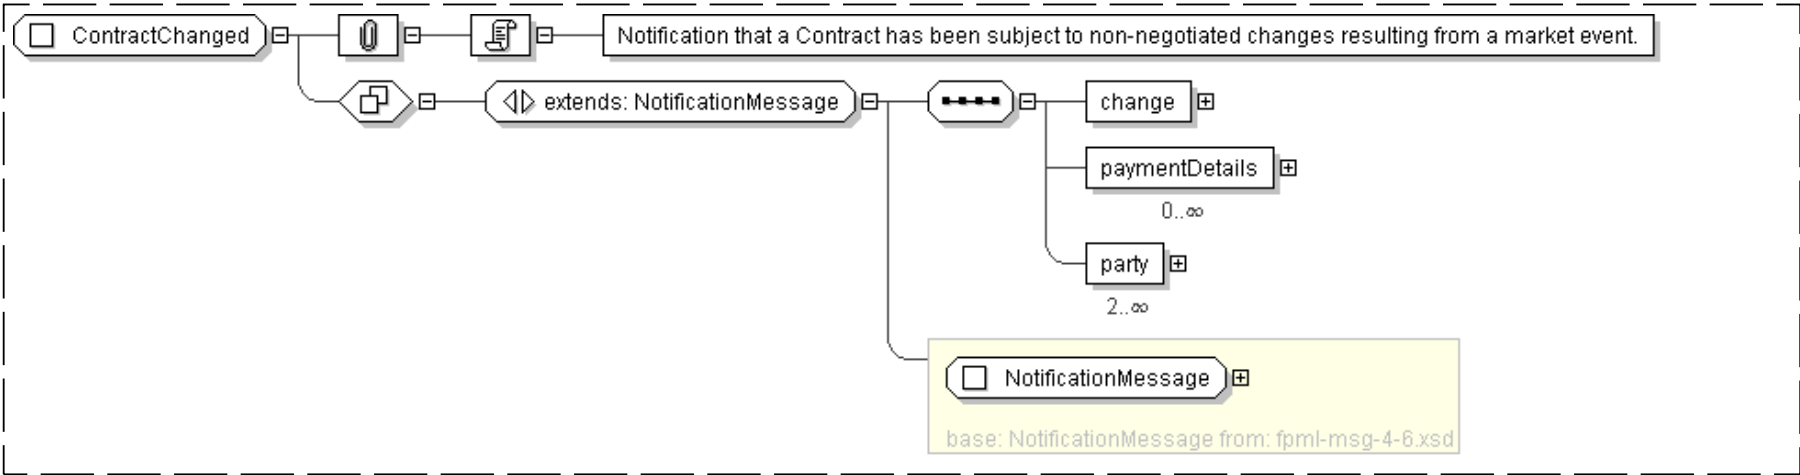 ContractChanged
Notification that a Contract has been subject to non-negotiated changes resulting from a market event.
extends: NotificationMessage
change
paymentDetails
0..∞
party
2..∞
NotificationMessage
base: NotificationMessage from: fpml-msg-4-6.xsd